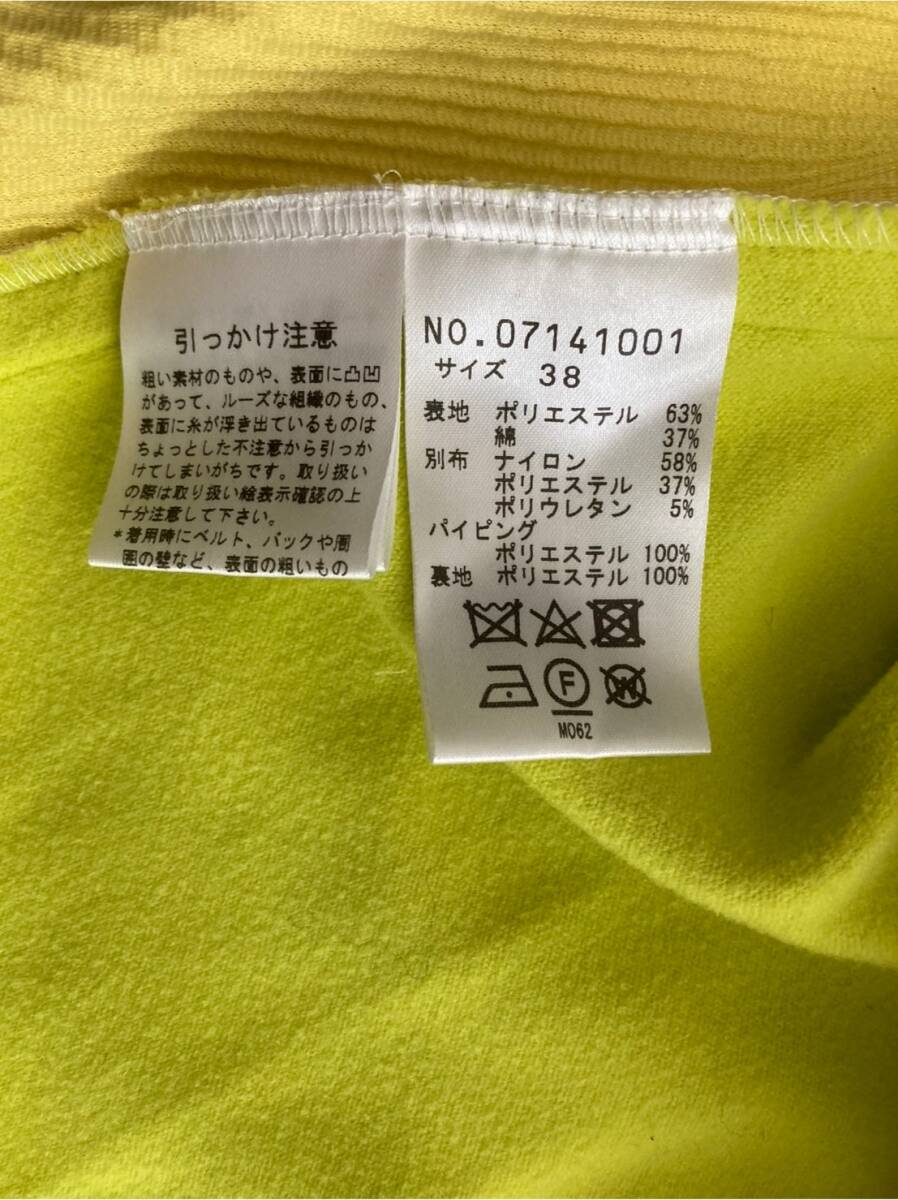 引っかけ注意
粗い素材のものや、表面に凸凹
があって、ルーズな組織のもの、
表面に糸が浮き出ているものは
ちょっとした不注意から引っか
けてしまいがちです。取り扱い
の際は取り扱い絵表示確認の上
十分注意して下さい。
*着用時にベルト、バックや周
囲の壁など、表面の粗いもの
NO.07141001
サイズ 38
表地 ポリエステル 63%
綿 37%
別布 ナイロン 58%
ポリエステル 37%
ポリウレタン 5%
パイピング
ポリエステル 100%
裏地 ポリエステル 100%
F W
M062